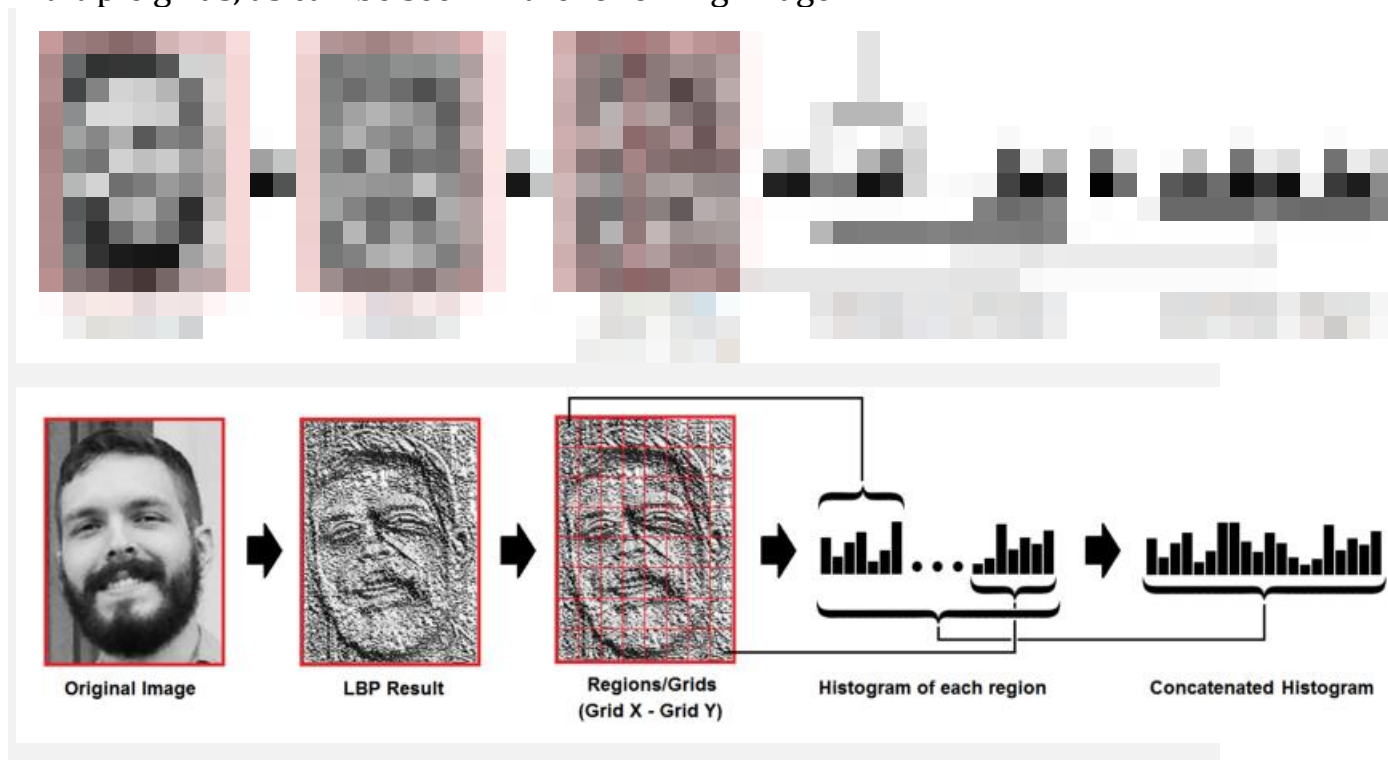 Original Image
LBP Result
Regions/Grids
(Grid X - Grid Y)
Histogram of each region
Concatenated Histogram